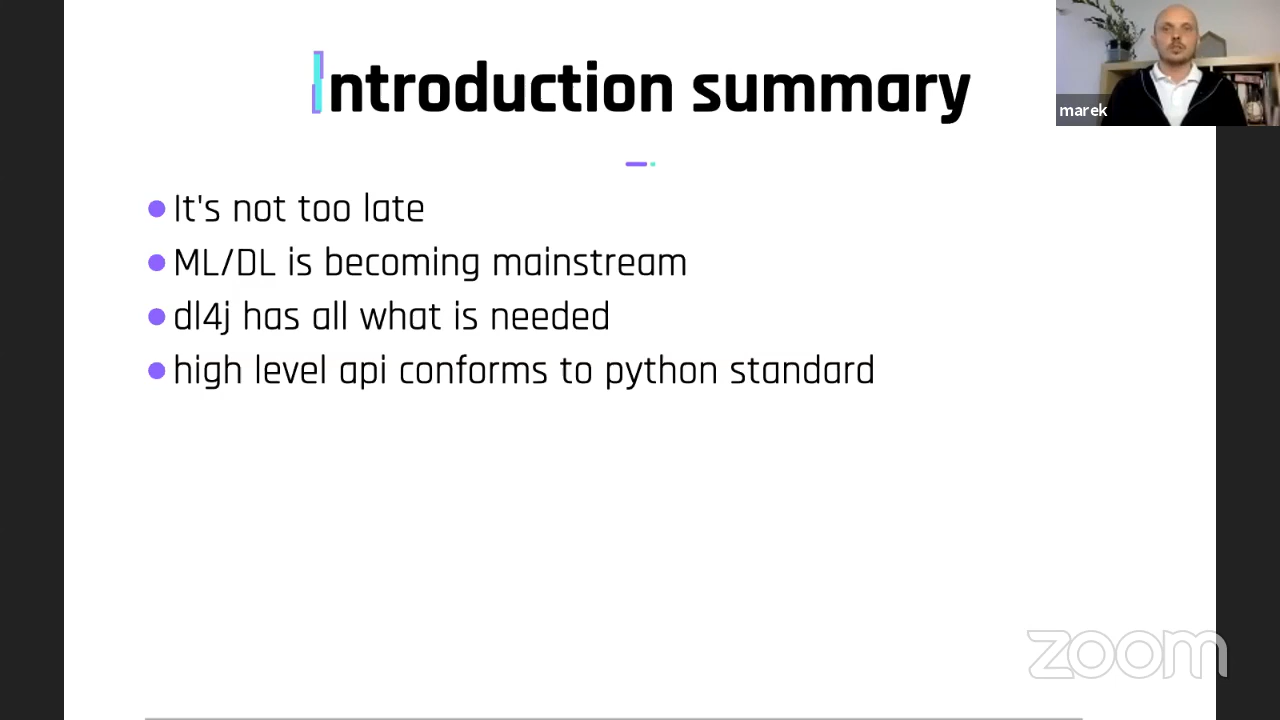 Introduction summary
marek
It's not too late
ML/DL is becoming mainstream
dl4j has all what is needed
high level api conforms to python standard
zoom